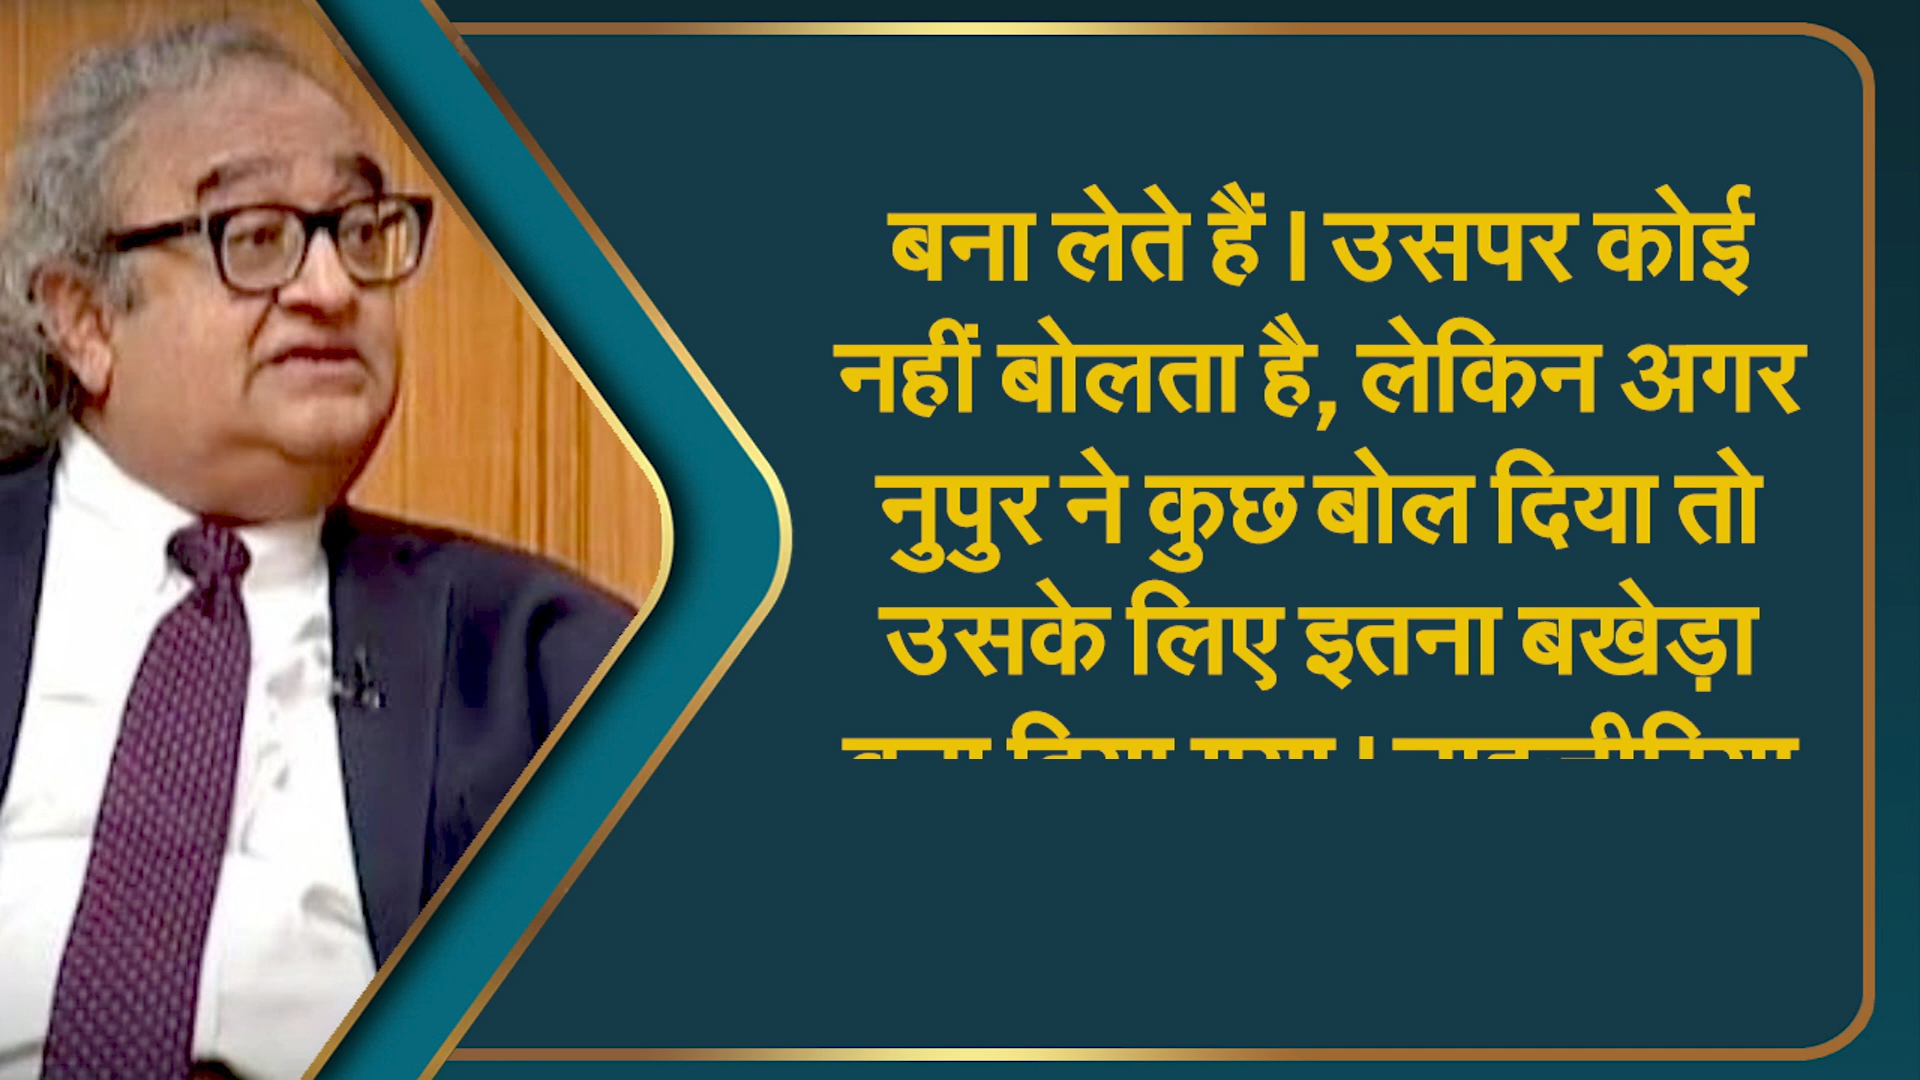 बना लेते हैं । उसपर कोई
नहीं बोलता है, लेकिन अगर
नुपुर ने कुछ बोल दिया तो
उसके लिए इतना बखेड़ा